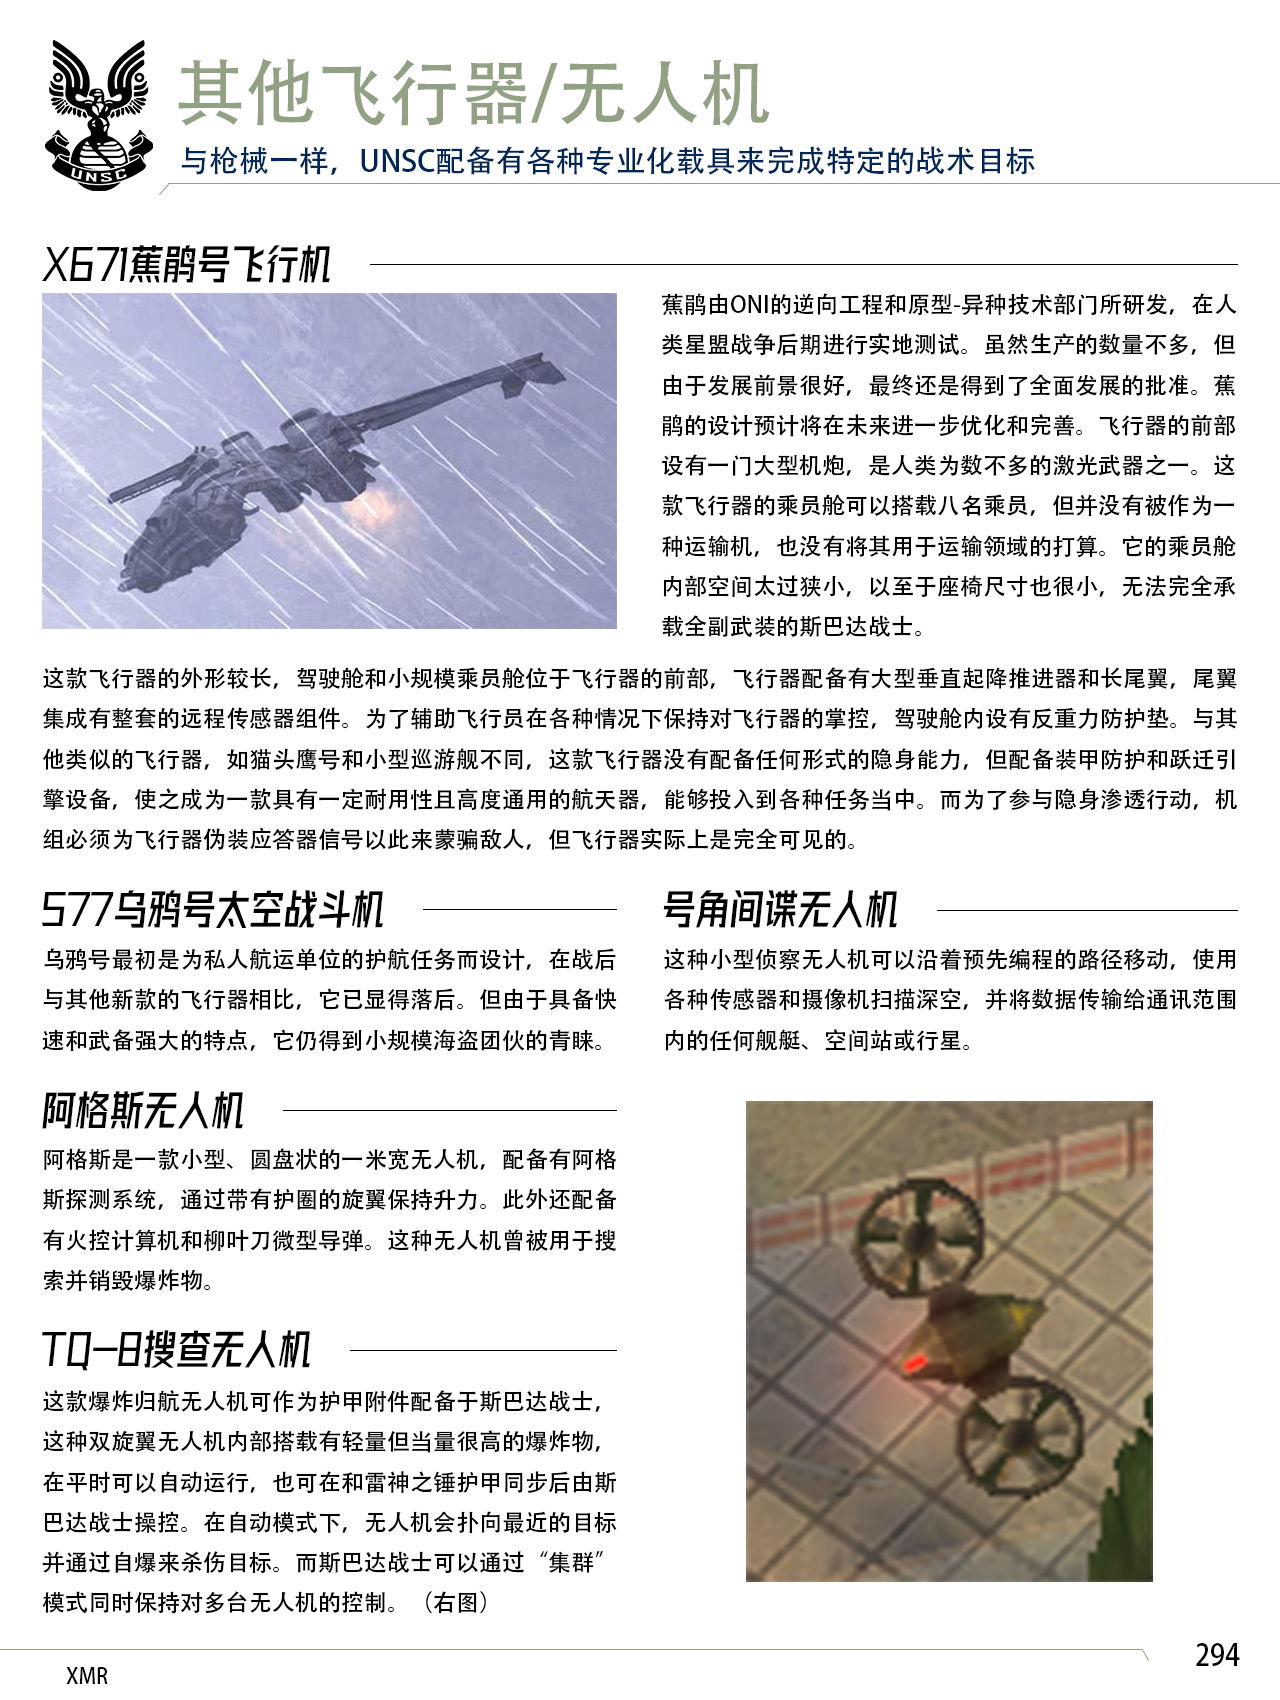 UNSC
其他飞行器/无人机
与枪械一样，UNSC配备有各种专业化载具来完成特定的战术目标
X671蕉鹃号飞行机
蕉鹃由ONI的逆向工程和原型-异种技术部门所研发，在人
类星盟战争后期进行实地测试。虽然生产的数量不多，但
由于发展前景很好，最终还是得到了全面发展的批准。蕉
鹃的设计预计将在未来进一步优化和完善。飞行器的前部
设有一门大型机炮，是人类为数不多的激光武器之一。这
款飞行器的乘员舱可以搭载八名乘员，但并没有被作为一
种运输机，也没有将其用于运输领域的打算。它的乘员舱
内部空间太过狭小，以至于座椅尺寸也很小，无法完全承
载全副武装的斯巴达战士。
这款飞行器的外形较长，驾驶舱和小规模乘员舱位于飞行器的前部，飞行器配备有大型垂直起降推进器和长尾翼，尾翼
集成有整套的远程传感器组件。为了辅助飞行员在各种情况下保持对飞行器的掌控，驾驶舱内设有反重力防护垫。与其
他类似的飞行器，如猫头鹰号和小型巡游舰不同，这款飞行器没有配备任何形式的隐身能力，但配备装甲防护和跃迁引
擎设备，使之成为一款具有一定耐用性且高度通用的航天器，能够投入到各种任务当中。而为了参与隐身渗透行动，机
组必须为飞行器伪装应答器信号以此来蒙骗敌人，但飞行器实际上是完全可见的。
S77乌鸦号太空战斗机
乌鸦号最初是为私人航运单位的护航任务而设计，在战后
与其他新款的飞行器相比，它已显得落后。但由于具备快
速和武备强大的特点，它仍得到小规模海盗团伙的青睐。
阿格斯无人机
阿格斯是一款小型、圆盘状的一米宽无人机，配备有阿格
斯探测系统，通过带有护圈的旋翼保持升力。此外还配备
有火控计算机和柳叶刀微型导弹。这种无人机曾被用于搜
索并销毁爆炸物。
TQ-8搜查无人机
这款爆炸归航无人机可作为护甲附件配备于斯巴达战士，
这种双旋翼无人机内部搭载有轻量但当量很高的爆炸物，
在平时可以自动运行，也可在和雷神之锤护甲同步后由斯
巴达战士操控。在自动模式下，无人机会扑向最近的目标
并通过自爆来杀伤目标。而斯巴达战士可以通过“集群”
模式同时保持对多台无人机的控制。（右图）
号角间谍无人机
这种小型侦察无人机可以沿着预先编程的路径移动，使用
各种传感器和摄像机扫描深空，并将数据传输给通讯范围
内的任何舰艇、空间站或行星。
294
XMR